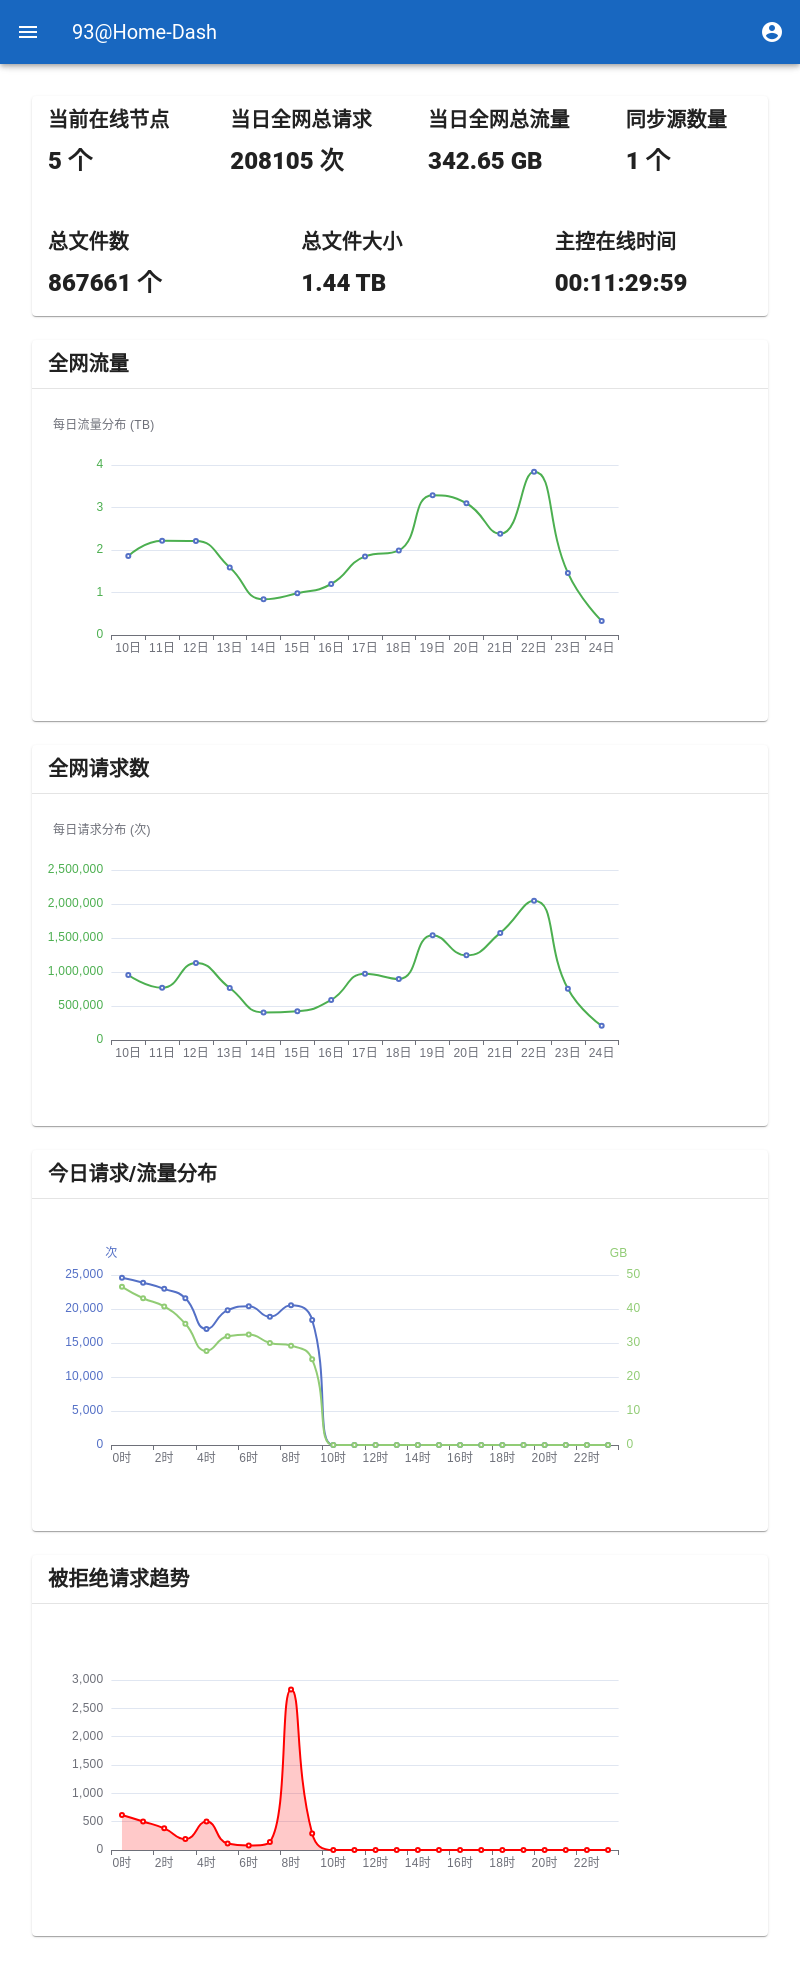 93@Home-Dash
当前在线节点 当日全网总请求 当日全网总流量 同步源数量
5 个 208105 次 342.65 GB 1 个
总文件数 总文件大小 主控在线时间
867661 个 1.44 TB 00:11:29:59
全网流量
每日流量分布 (TB)
4
3
2
1
0
10日 11日 12日 13日 14日 15日 16日 17日 18日 19日 20日 21日 22日 23日 24日
全网请求数
每日请求分布 (次)
2,500,000
2,000,000
1,500,000
1,000,000
500,000
0
10日 11日 12日 13日 14日 15日 16日 17日 18日 19日 20日 21日 22日 23日 24日
今日请求/流量分布
次 GB
25,000 50
20,000 40
15,000 30
10,000 20
5,000 10
0 0
0时 2时 4时 6时 8时 10时 12时 14时 16时 18时 20时 22时
被拒绝请求趋势
3,000
2,500
2,000
1,500
1,000
500
0
0时 2时 4时 6时 8时 10时 12时 14时 16时 18时 20时 22时